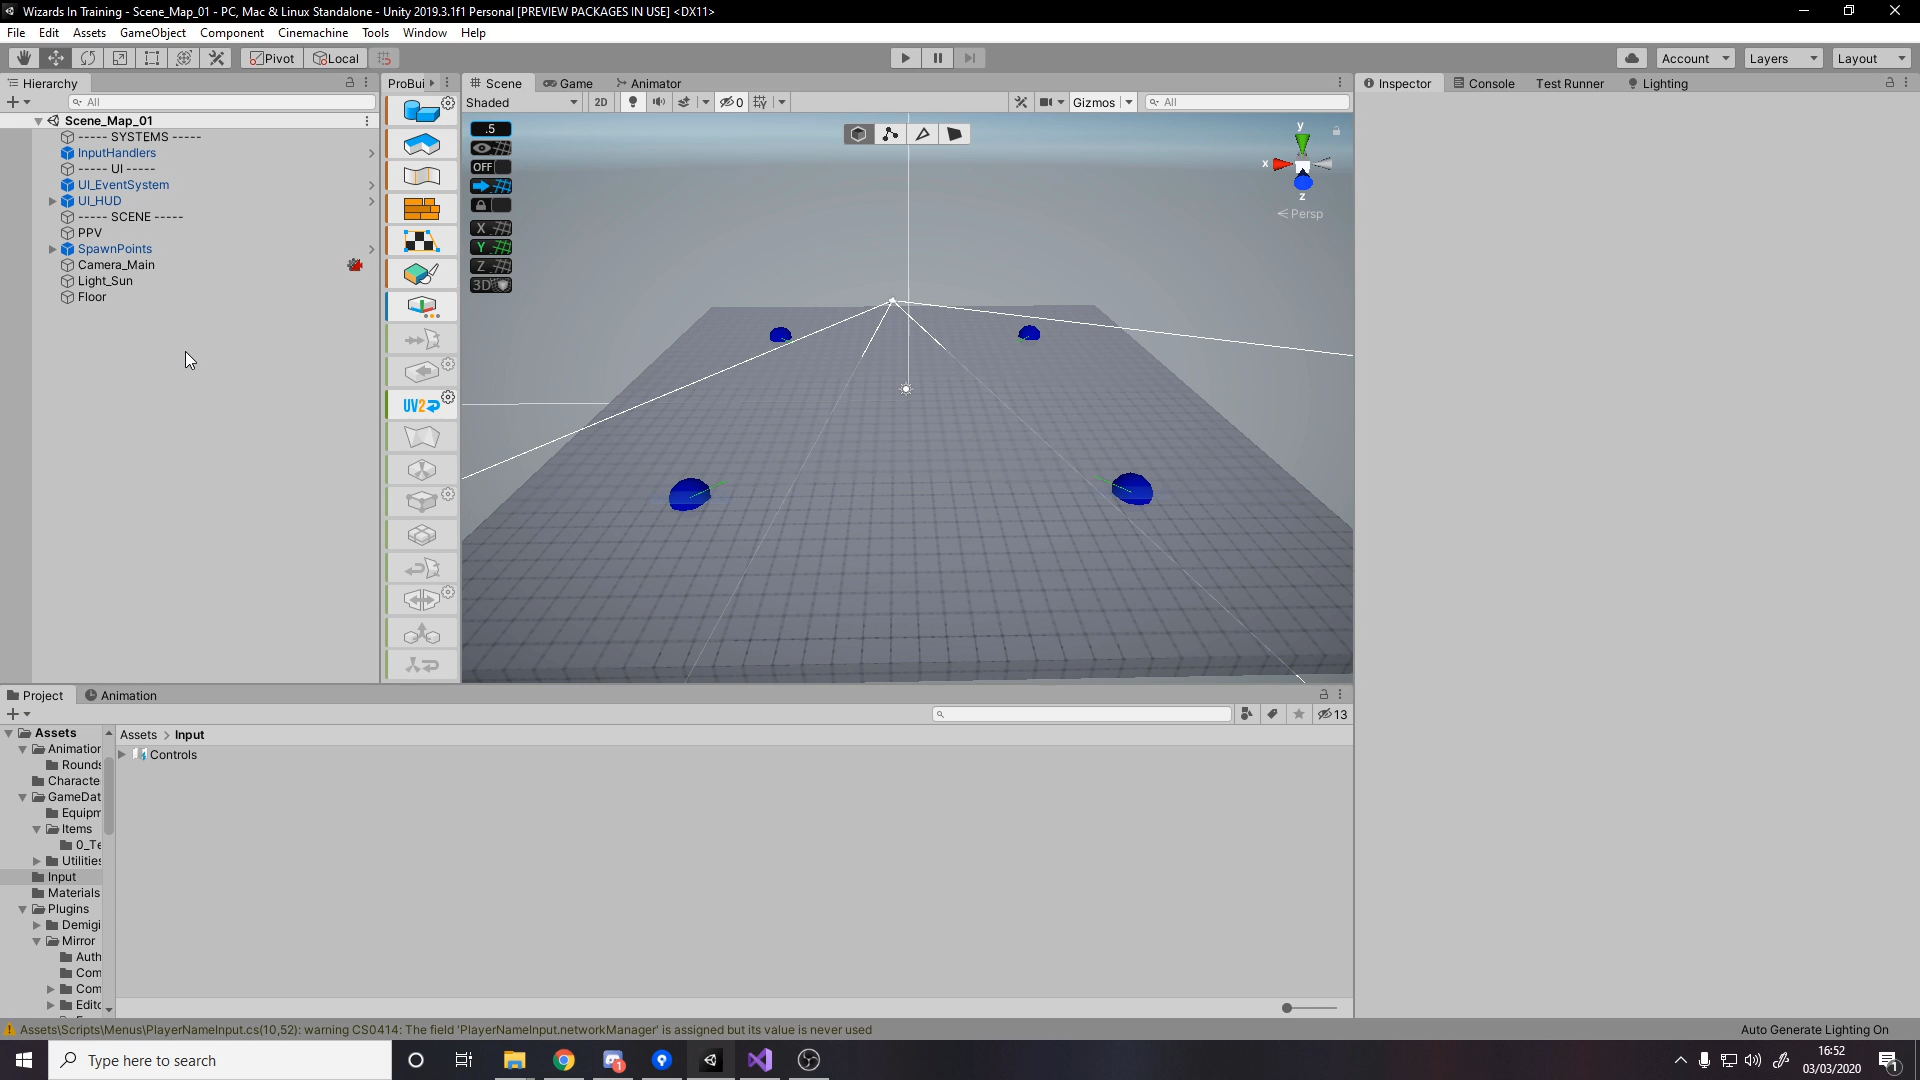 Wizards In Training - Scene_Map_01 - PC, Mac & Linux Standalone - Unity 2019.3.1f1 Personal [PREVIEW PACKAGES IN USE] <DX11>
File Edit Assets GameObject Component Cinemachine Tools Window Help
Pivot Local Account Layers Layout
Hierarchy ProBui Scene Game Animator Inspector Console Test Runner Lighting
All Shaded 2D 0 Gizmos All
Scene_Map_01
----- SYSTEMS -----
InputHandlers
----- UI -----
UI_EventSystem
UI_HUD
----- SCENE -----
PPV
SpawnPoints
Camera_Main
Light_Sun
Floor
.5
OFF
X
Y
Z
3D
UV2
y
x
z
Persp
Project Animation
13
Assets
Animation
Rounds
Characte
GameDat
Equipm
Items
0_Te
Utilities
Input
Materials
Plugins
Demigi
Mirror
Auth
Com
Com
Edito
Assets > Input
Controls
Assets\Scripts\Menus\PlayerNameInput.cs(10,52): warning CS0414: The field 'PlayerNameInput.networkManager' is assigned but its value is never used
Auto Generate Lighting On
Type here to search
1
16:52
03/03/2020
1